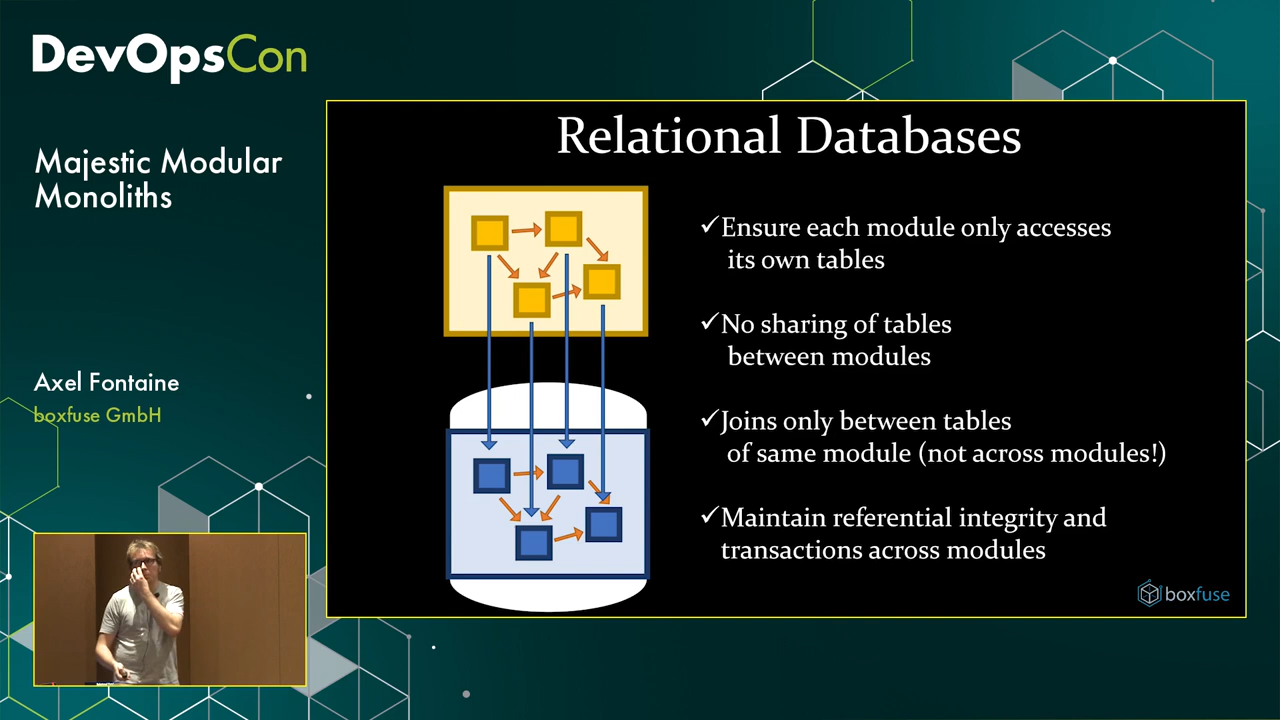 DevOpsCon
Majestic Modular
Monoliths
Axel Fontaine
boxfuse GmbH
Relational Databases
✓Ensure each module only accesses
its own tables
✓No sharing of tables
between modules
✓Joins only between tables
of same module (not across modules!)
✓Maintain referential integrity and
transactions across modules
boxfuse